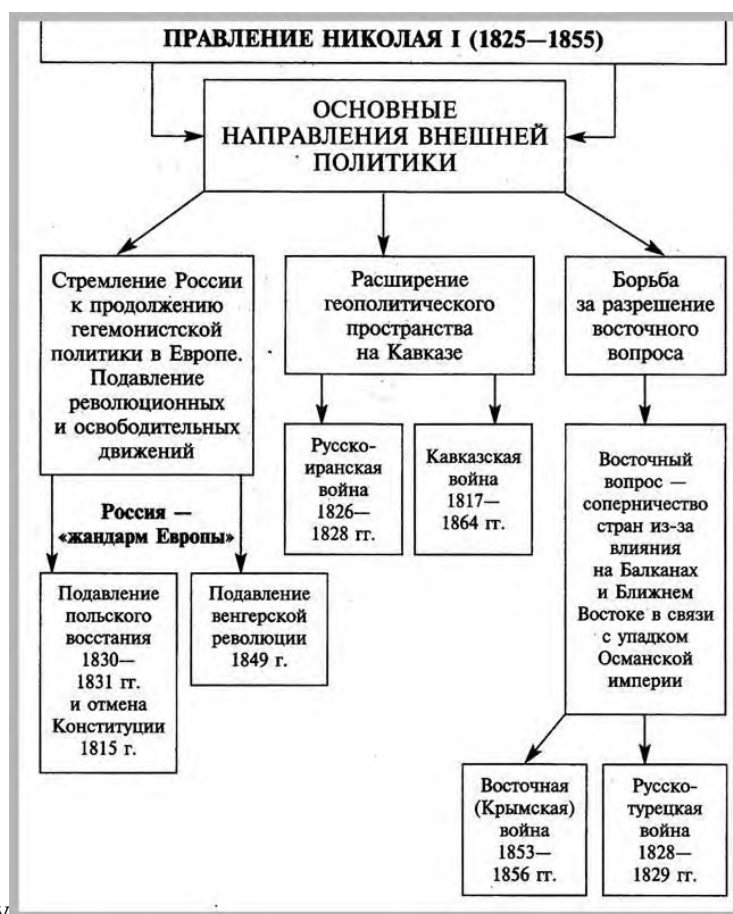 ПРАВЛЕНИЕ НИКОЛАЯ I (1825—1855)
ОСНОВНЫЕ
НАПРАВЛЕНИЯ ВНЕШНЕЙ
ПОЛИТИКИ
Стремление России
к продолжению
гегемонистской
политики в Европе.
Подавление
революционных
и освободительных
движений
Расширение
геополитического
пространства
на Кавказе
Борьба
за разрешение
восточного
вопроса
Россия —
«жандарм Европы»
Подавление
польского
восстания
1830—
1831 гг.
и отмена
Конституции
1815 г.
Подавление
венгерской
революции
1849 г.
Русско-
иранская
война
1826—
1828 гг.
Кавказская
война
1817—
1864 гг.
Восточный
вопрос —
соперничество
стран из-за
влияния
на Балканах
и Ближнем
Востоке в связи
с упадком
Османской
империи
Восточная
(Крымская)
война
1853—
1856 гг.
Русско-
турецкая
война
1828—
1829 гг.